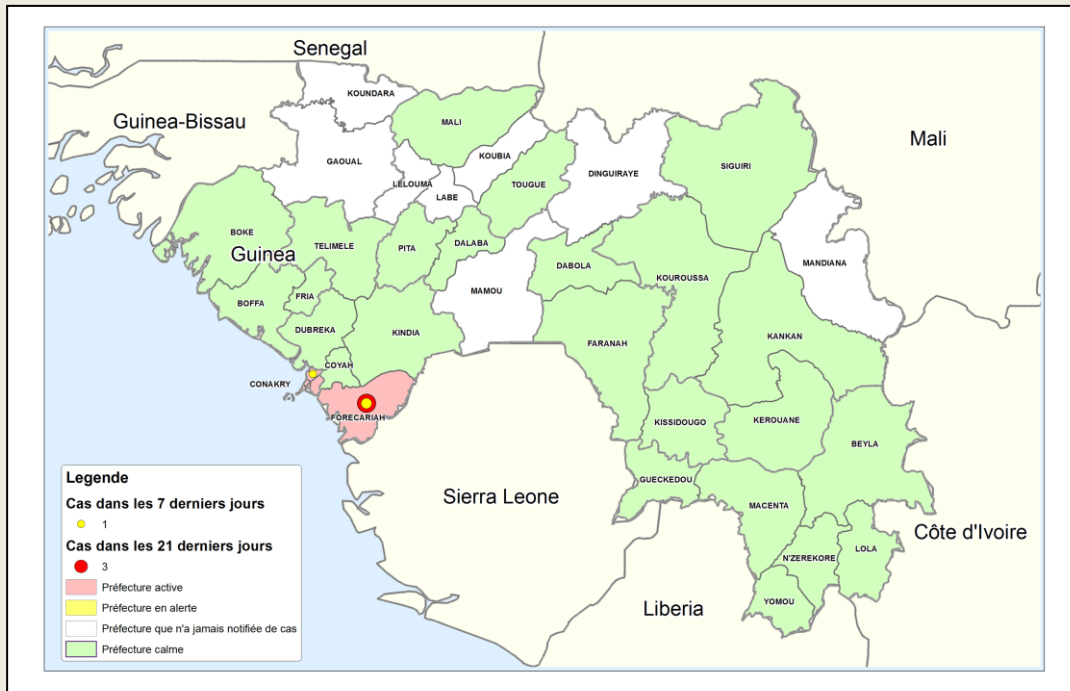 Senegal
KOUNDARA
Guinea-Bissau
MALI
Mali
GAOUAL
KOUBIA
SIGUIRI
DINGUIRAYE
LELOUMA
TOUGUE
LABE
BOKE
TELIMELE
PITA
DALABA
Guinea
MANDIANA
DABOLA
KOUROUSSA
MAMOU
FRIA
BOFFA
DUBREKA
KINDIA
KANKAN
FARANAH
COYAH
CONAKRY
FORECARIAH
KISSIDOUGO
KEROUANE
BEYLA
GUECKEDOU
Sierra Leone
MACENTA
Côte d'Ivoire
N'ZEREKORE
LOLA
YOMOU
Liberia
Legende
Cas dans les 7 derniers jours
1
Cas dans les 21 derniers jours
3
Préfecture active
Préfecture en alerte
Préfecture que n'a jamais notifiée de cas
Préfecture calme